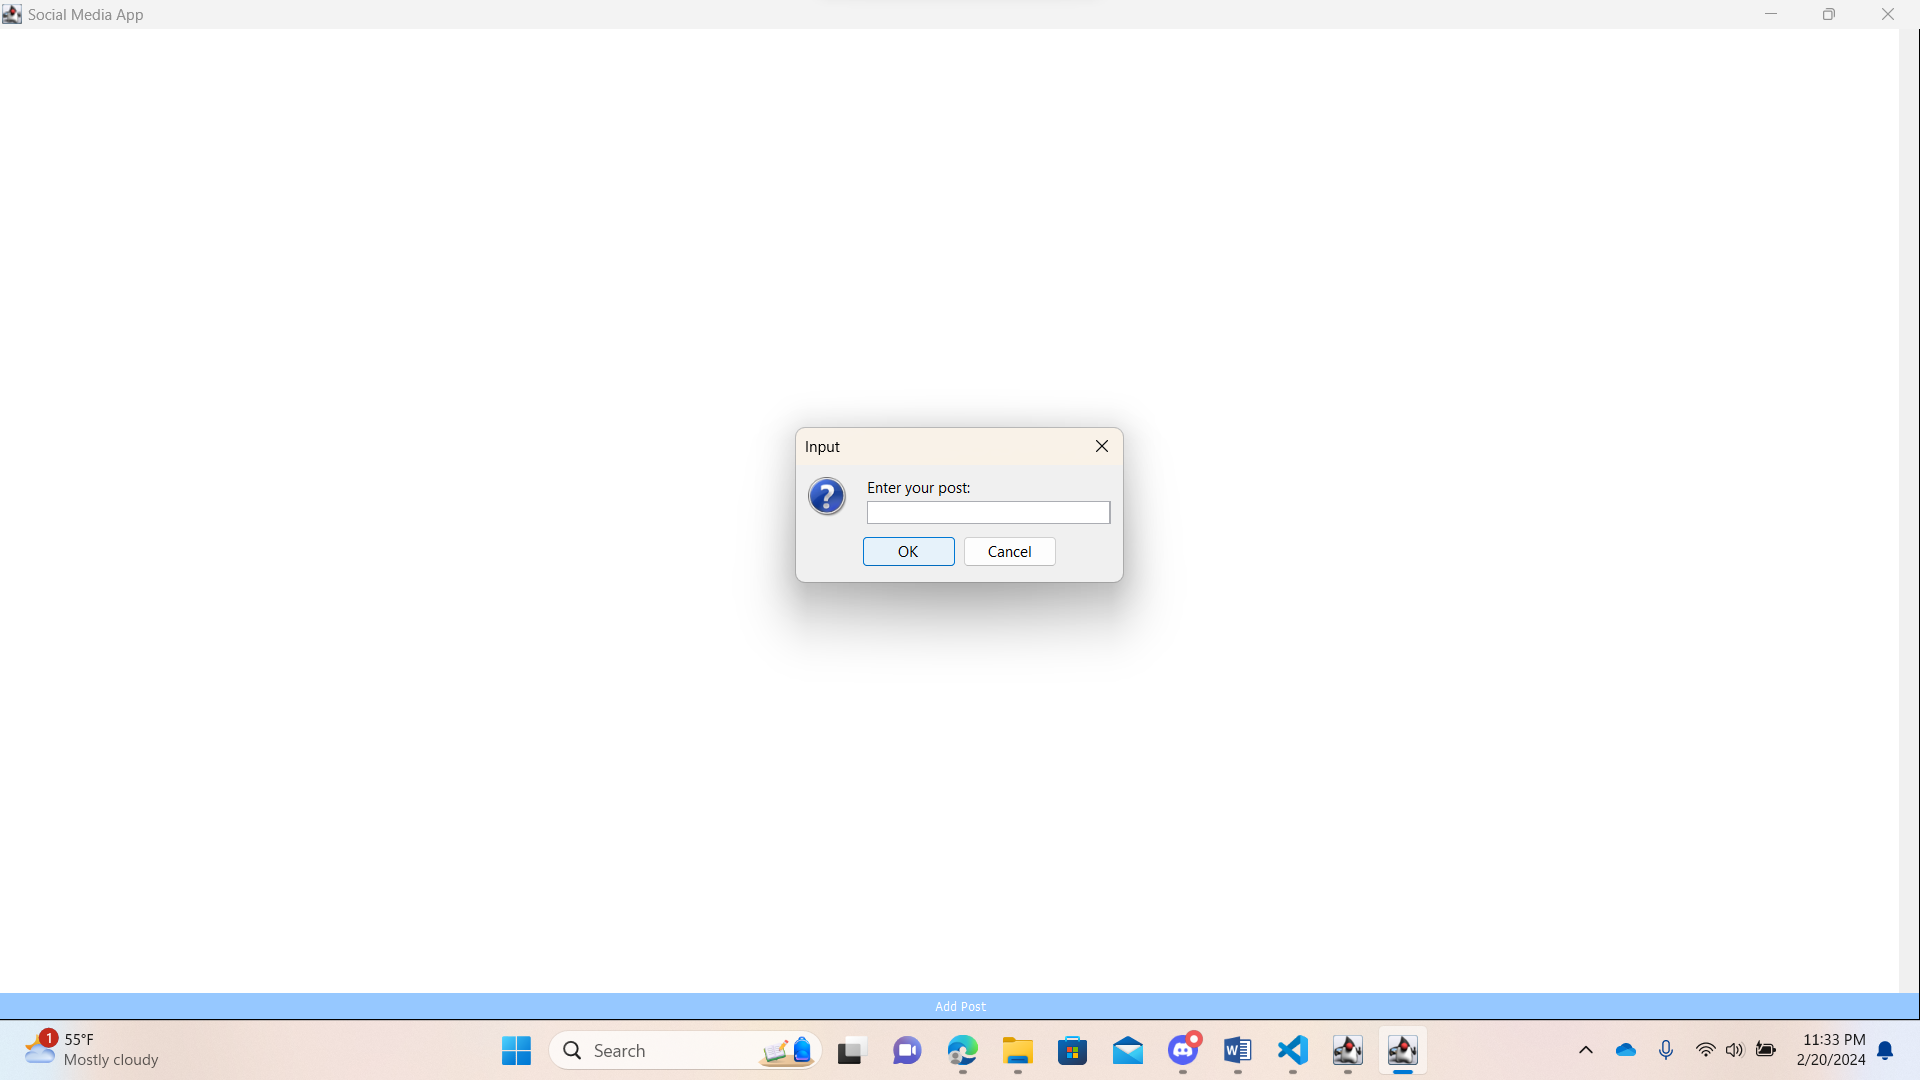 Social Media App
Input
?
Enter your post:
OK
Cancel
Add Post
1
55°F
Mostly cloudy
Search
W
11:33 PM
2/20/2024